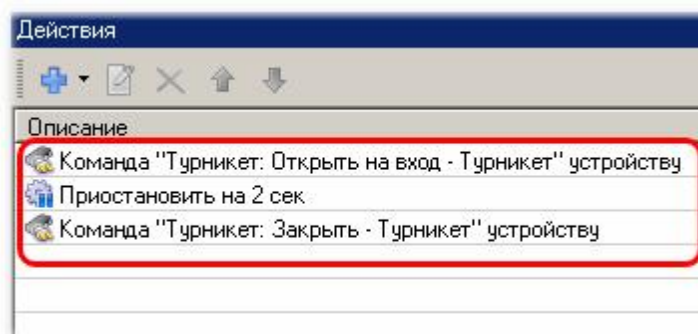 Действия
Описание
Команда "Турникет: Открыть на вход - Турникет" устройству
Приостановить на 2 сек
Команда "Турникет: Закрыть - Турникет" устройству